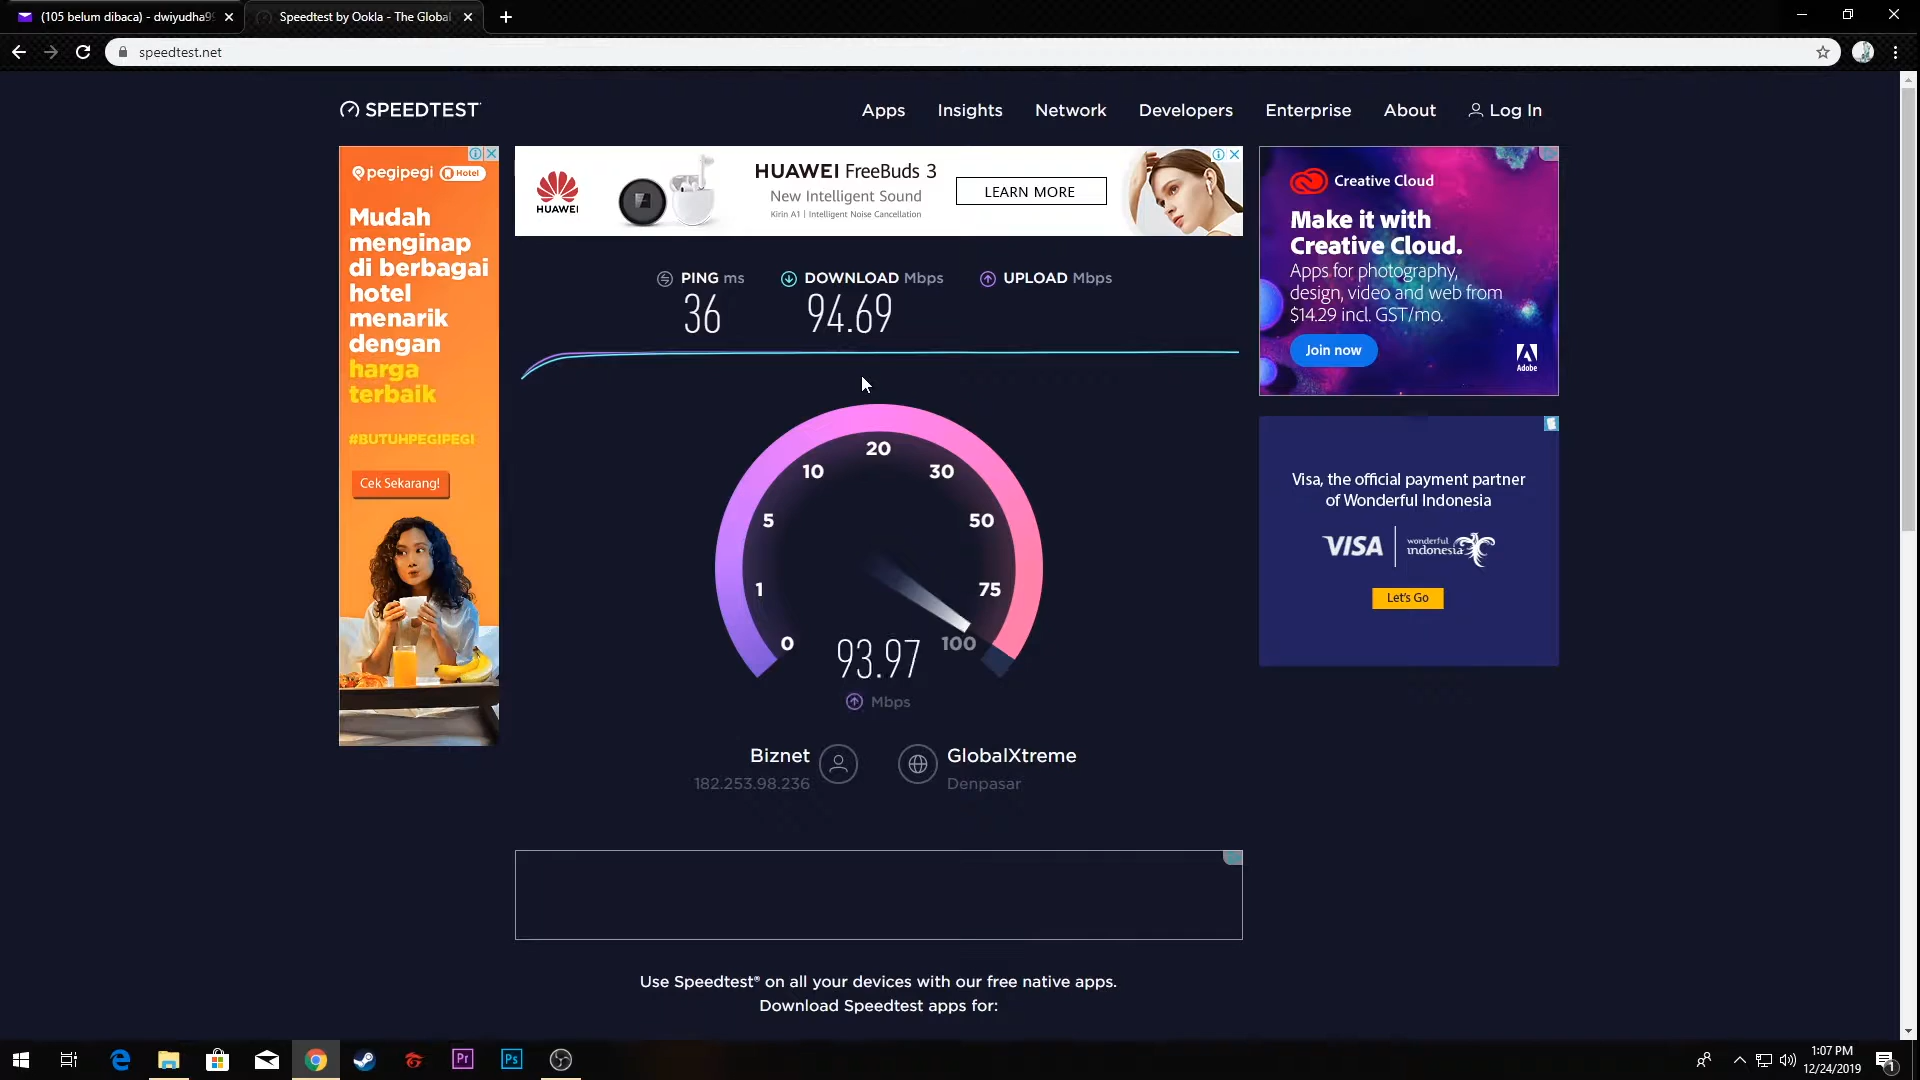 (105 belum dibaca) - dwiyudha99
Speedtest by Ookla - The Global
speedtest.net
SPEEDTEST
Apps
Insights
Network
Developers
Enterprise
About
Log In
pegipegi Hotel
Mudah
menginap
di berbagai
hotel
menarik
dengan
harga
terbaik
#BUTUHPEGIPEGI
Cek Sekarang!
HUAWEI
HUAWEI FreeBuds 3
New Intelligent Sound
Kirin A1 | Intelligent Noise Cancellation
LEARN MORE
Creative Cloud
Make it with
Creative Cloud.
Apps for photography,
design, video and web from
$14.29 incl. GST/mo.
Join now
Adobe
PING ms
36
DOWNLOAD Mbps
94.69
UPLOAD Mbps
0
1
5
10
20
30
50
75
100
93.97
Mbps
Visa, the official payment partner
of Wonderful Indonesia
VISA
wonderful
indonesia
Let's Go
Biznet
182.253.98.236
GlobalXtreme
Denpasar
Use Speedtest® on all your devices with our free native apps.
Download Speedtest apps for:
Pr
Ps
1:07 PM
12/24/2019
1